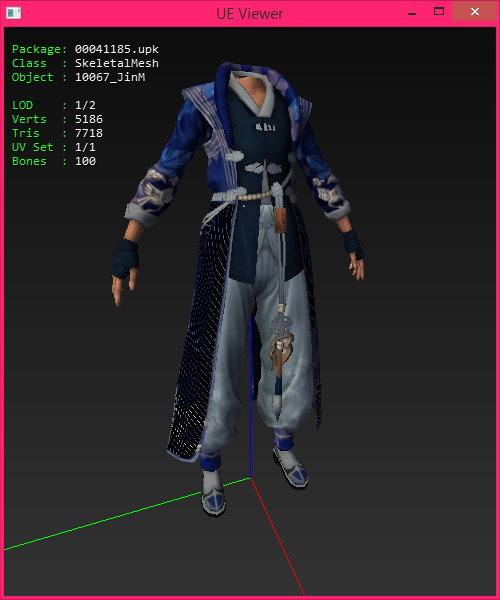 UE Viewer
Package: 00041185.upk
Class : SkeletalMesh
Object : 10067_JinM
LOD : 1/2
Verts : 5186
Tris : 7718
UV Set : 1/1
Bones : 100